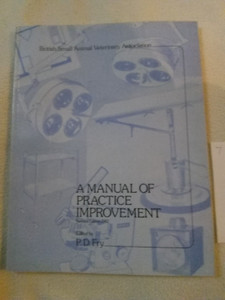 British Small Animal Veterinary Association
A MANUAL OF
PRACTICE
IMPROVEMENT
Edited by
P.D. Fry